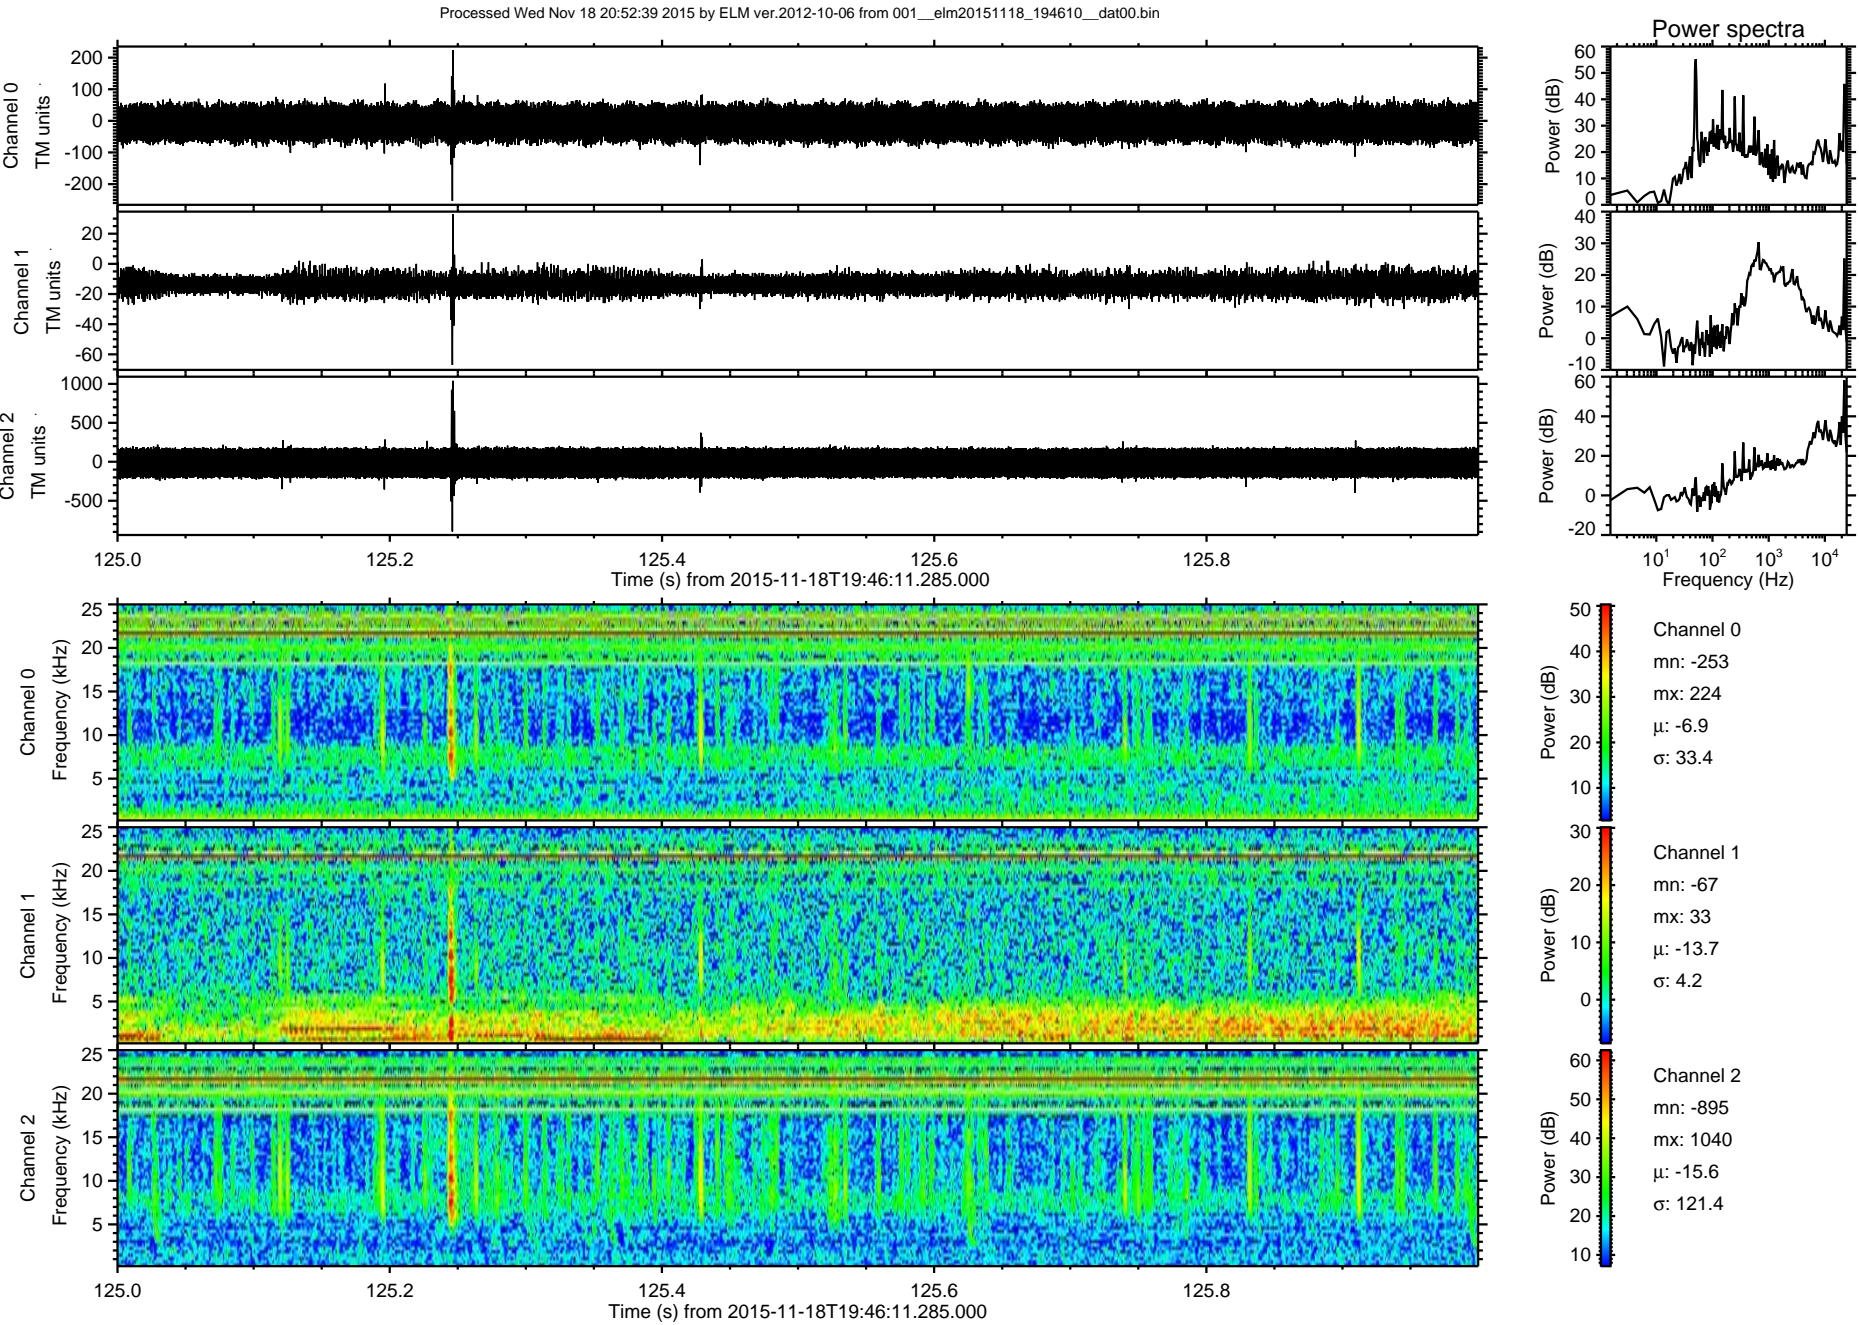 Processed Wed Nov 18 20:52:39 2015 by ELM ver.2012-10-06 from 001__elm20151118_194610__dat00.bin
Power spectra
Channel 0
TM units
200
100
0
-100
-200
Power (dB)
60
50
40
30
20
10
0
Channel 1
TM units
20
0
-20
-40
-60
Power (dB)
40
30
20
10
0
-10
Channel 2
TM units
1000
500
0
-500
Power (dB)
60
40
20
0
-20
125.0 125.2 125.4 125.6 125.8
Time (s) from 2015-11-18T19:46:11.285.000
10¹ 10² 10³ 10⁴
Frequency (Hz)
Channel 0
Frequency (kHz)
25
20
15
10
5
Power (dB)
50
40
30
20
10
Channel 0
mn: -253
mx: 224
μ: -6.9
σ: 33.4
Channel 1
Frequency (kHz)
25
20
15
10
5
Power (dB)
30
20
10
0
Channel 1
mn: -67
mx: 33
μ: -13.7
σ: 4.2
Channel 2
Frequency (kHz)
25
20
15
10
5
Power (dB)
60
50
40
30
20
10
Channel 2
mn: -895
mx: 1040
μ: -15.6
σ: 121.4
125.0 125.2 125.4 125.6 125.8
Time (s) from 2015-11-18T19:46:11.285.000